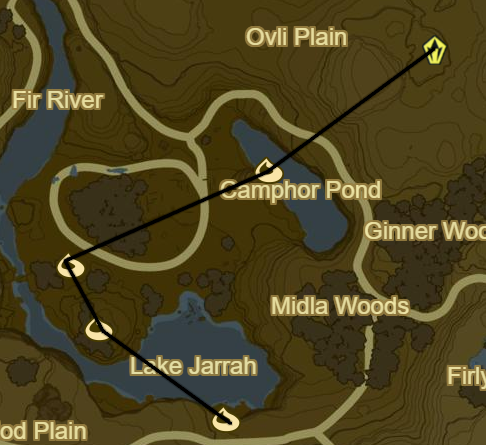 Ovli Plain
Fir River
Camphor Pond
Ginner Woo
Midla Woods
Lake Jarrah
Firly
od Plain